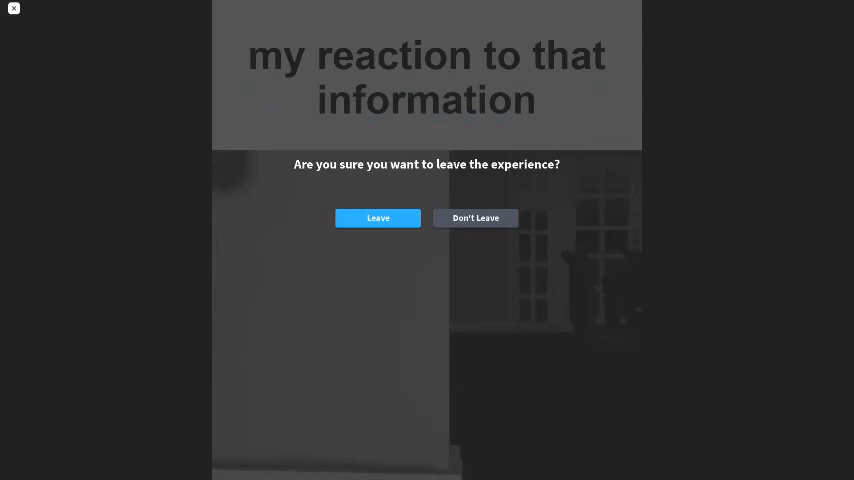 my reaction to that
information
Are you sure you want to leave the experience?
Leave
Don't Leave